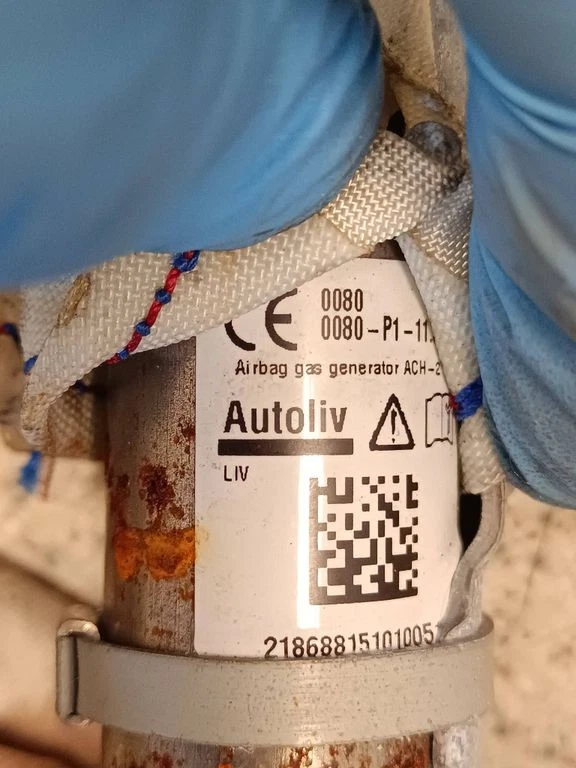 CE 0080
0080-P1-11
Airbag gas generator ACH-2
Autoliv
LIV
21868815101005